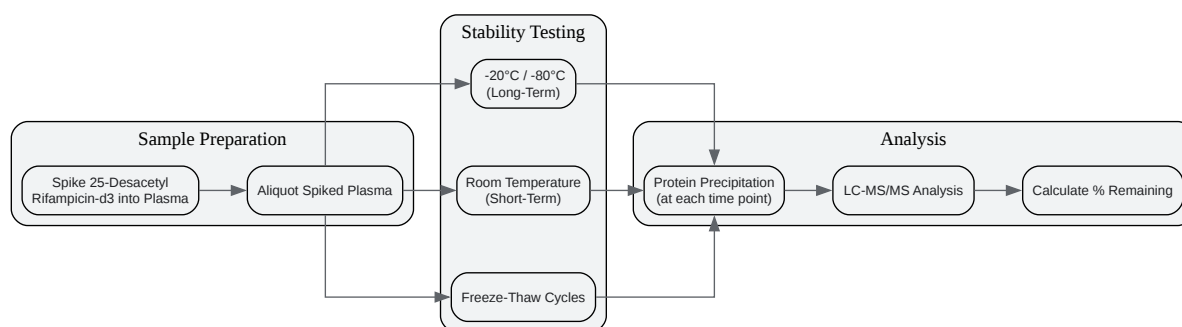 Sample Preparation
Spike 25-Desacetyl
Rifampicin-d3 into Plasma
Aliquot Spiked Plasma
Stability Testing
-20°C / -80°C
(Long-Term)
Room Temperature
(Short-Term)
Freeze-Thaw Cycles
Analysis
Protein Precipitation
(at each time point)
LC-MS/MS Analysis
Calculate % Remaining